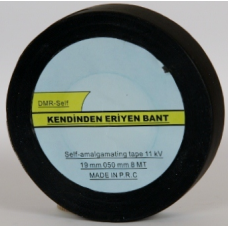 DMR-Self
KENDİNDEN ERİYEN BANT
Self-amalgamating tape 11 kV
19 mm 050 mm 8 MT
MADE IN P.R.C